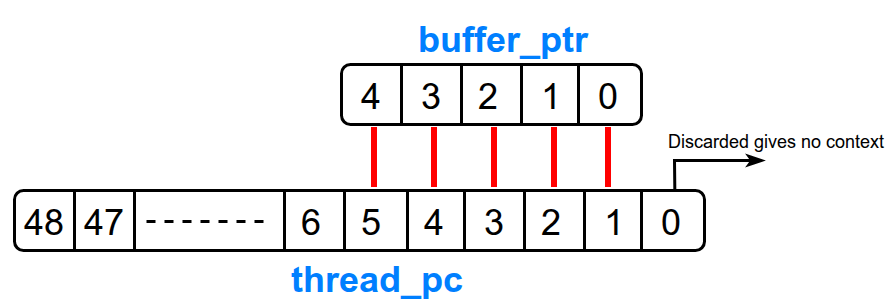 buffer_ptr
4 3 2 1 0
Discarded gives no context
48 47 ------- 6 5 4 3 2 1 0
thread_pc